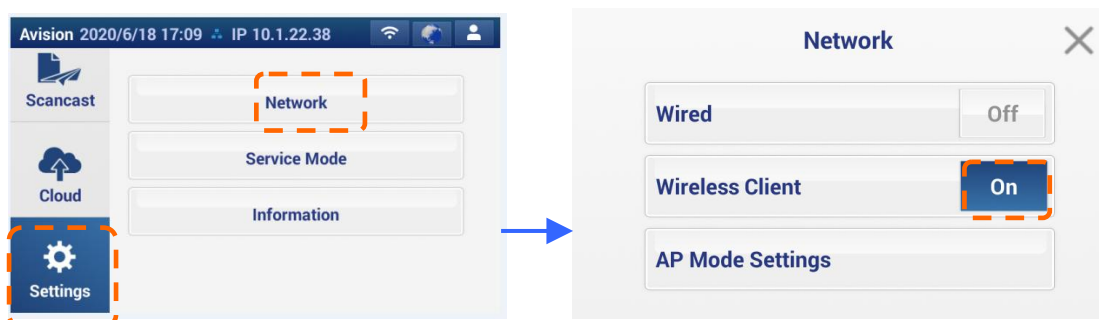 Avision 2020/6/18 17:09 IP 10.1.22.38
Scancast
Cloud
Settings
Network
Service Mode
Information
Network
Wired Off
Wireless Client On
AP Mode Settings